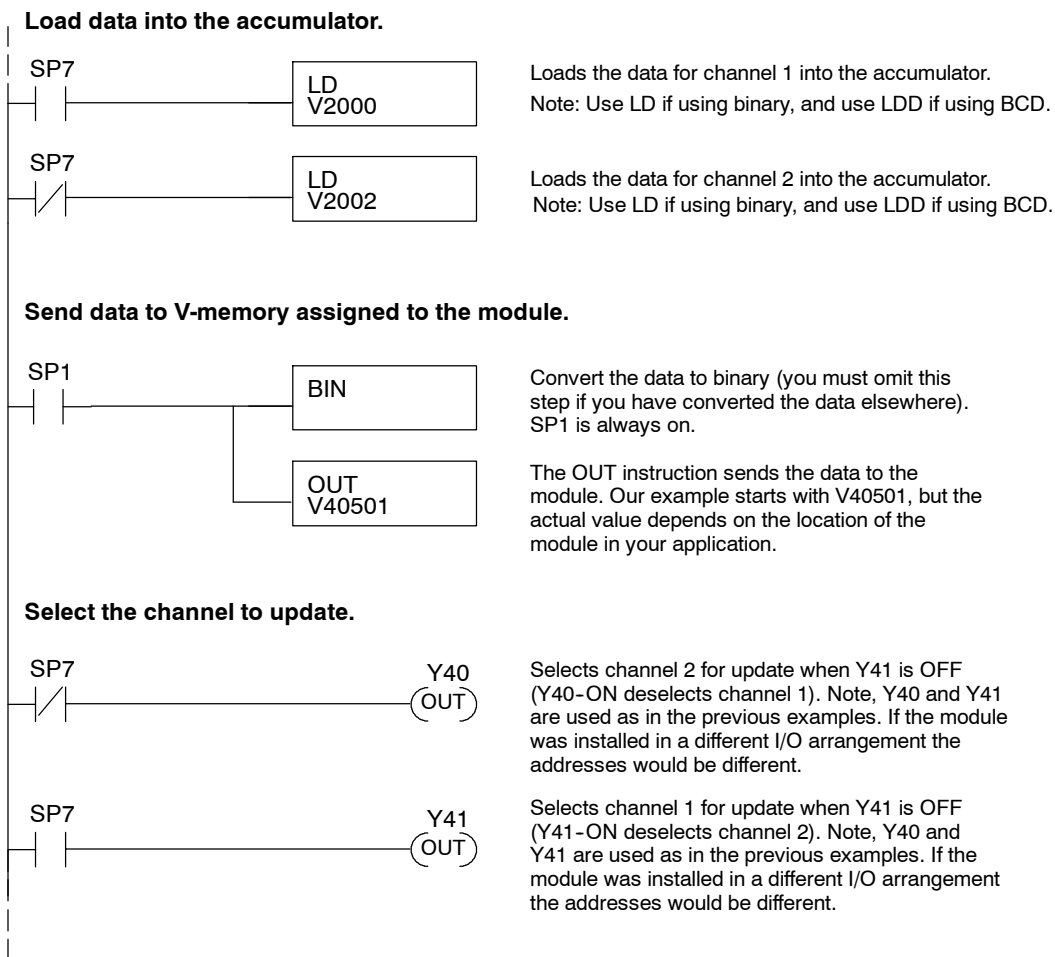 Load data into the accumulator.
SP7
LD
V2000
Loads the data for channel 1 into the accumulator.
Note: Use LD if using binary, and use LDD if using BCD.
SP7
LD
V2002
Loads the data for channel 2 into the accumulator.
Note: Use LD if using binary, and use LDD if using BCD.
Send data to V-memory assigned to the module.
SP1
BIN
Convert the data to binary (you must omit this
step if you have converted the data elsewhere).
SP1 is always on.
OUT
V40501
The OUT instruction sends the data to the
module. Our example starts with V40501, but the
actual value depends on the location of the
module in your application.
Select the channel to update.
SP7
Y40
OUT
Selects channel 2 for update when Y41 is OFF
(Y40-ON deselects channel 1). Note, Y40 and Y41
are used as in the previous examples. If the module
was installed in a different I/O arrangement the
addresses would be different.
SP7
Y41
OUT
Selects channel 1 for update when Y41 is OFF
(Y41-ON deselects channel 2). Note, Y40 and
Y41 are used as in the previous examples. If the
module was installed in a different I/O arrangement
the addresses would be different.